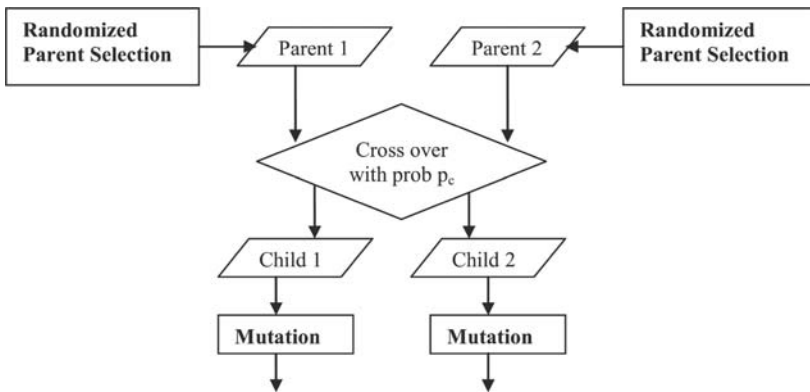 Randomized
Parent Selection
Parent 1
Parent 2
Randomized
Parent Selection
Cross over
with prob pc
Child 1
Child 2
Mutation
Mutation